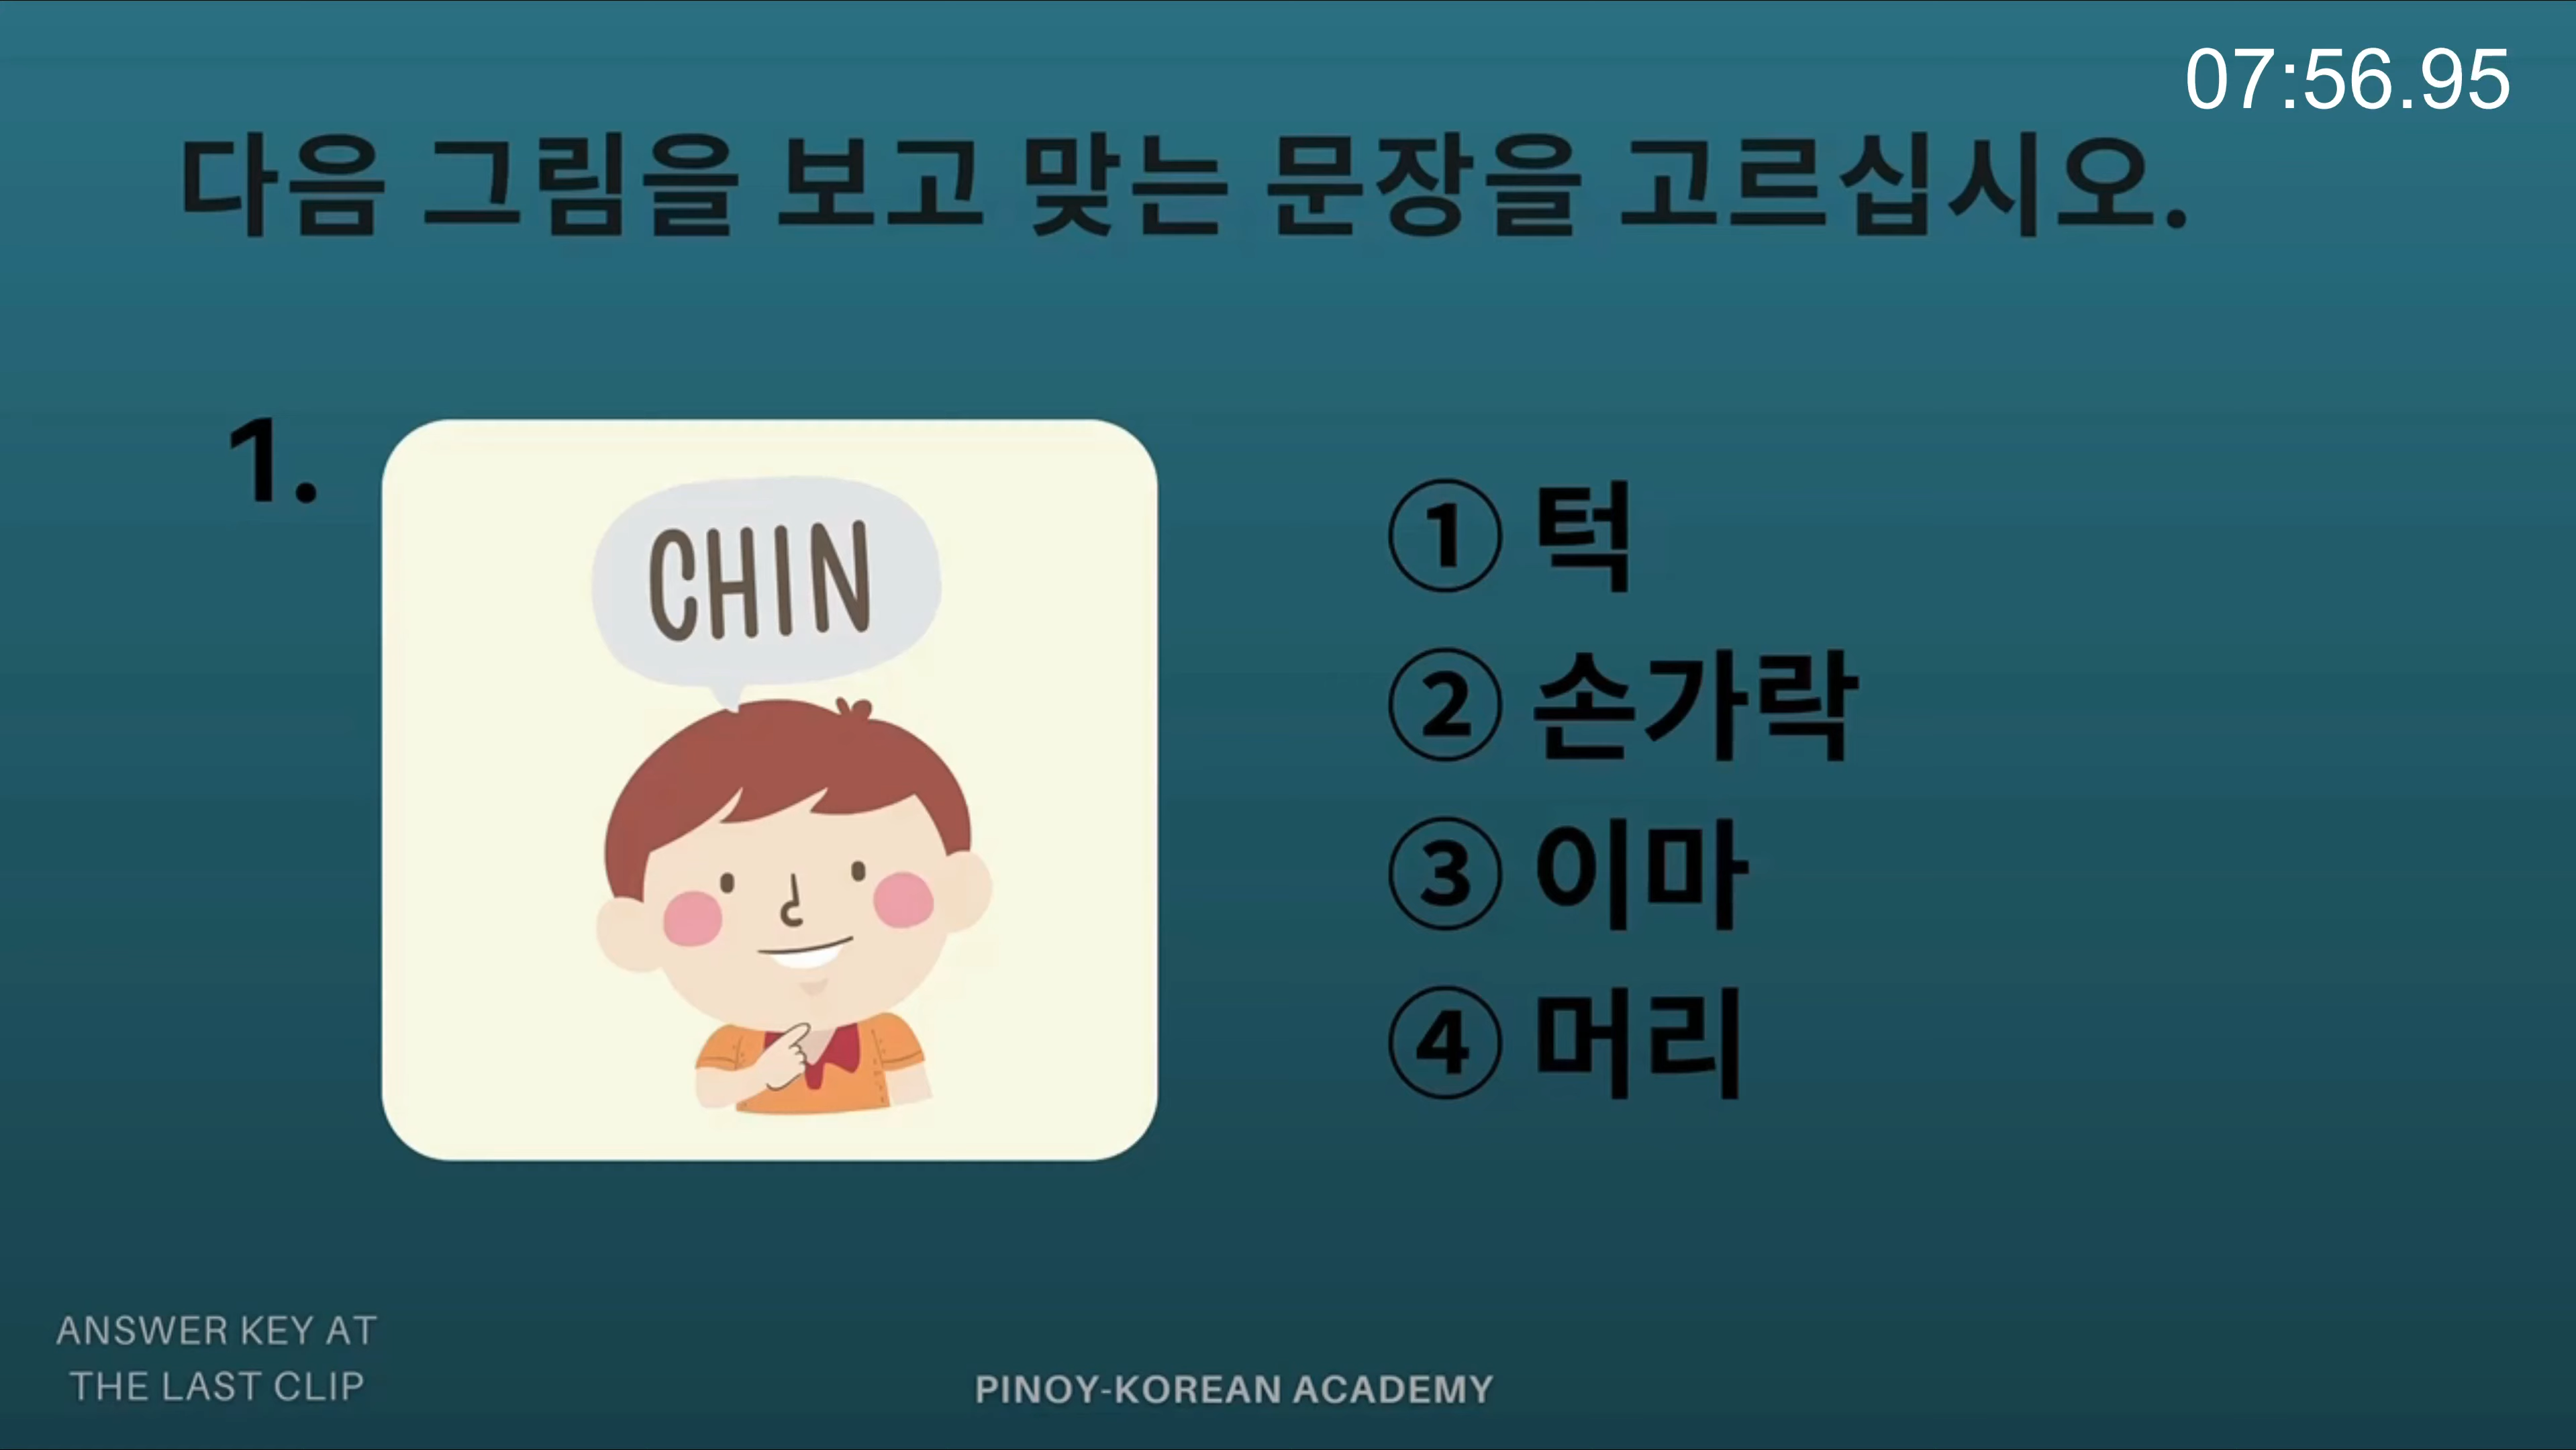 07:56.95
다음 그림을 보고 맞는 문장을 고르십시오.
1.
CHIN
① 턱
② 손가락
③ 이마
④ 머리
ANSWER KEY AT
THE LAST CLIP
PINOY-KOREAN ACADEMY